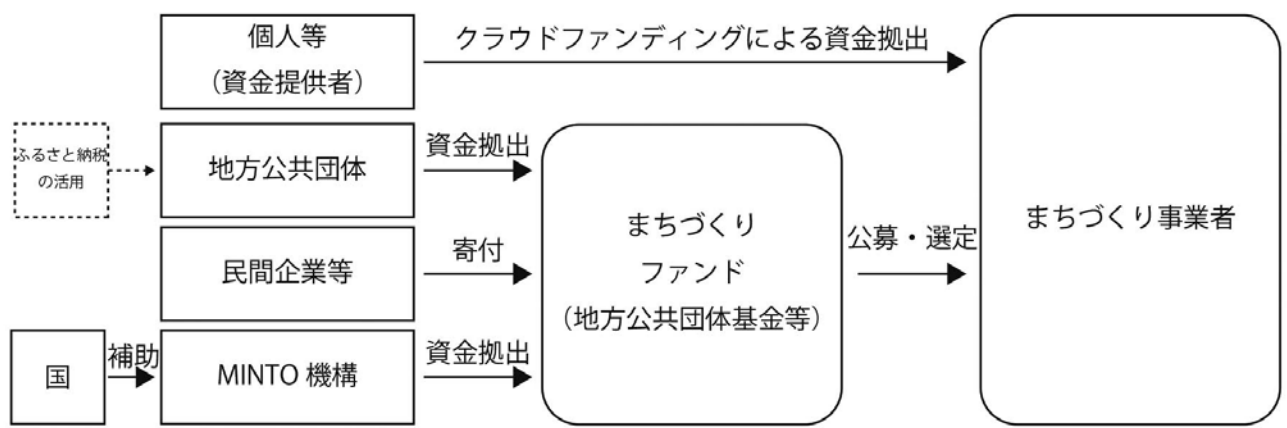 個人等
（資金提供者）
クラウドファンディングによる資金拠出
ふるさと納税
の活用
地方公共団体
資金拠出
民間企業等
寄付
国
補助
MINTO 機構
資金拠出
まちづくり
ファンド
（地方公共団体基金等）
公募・選定
まちづくり事業者